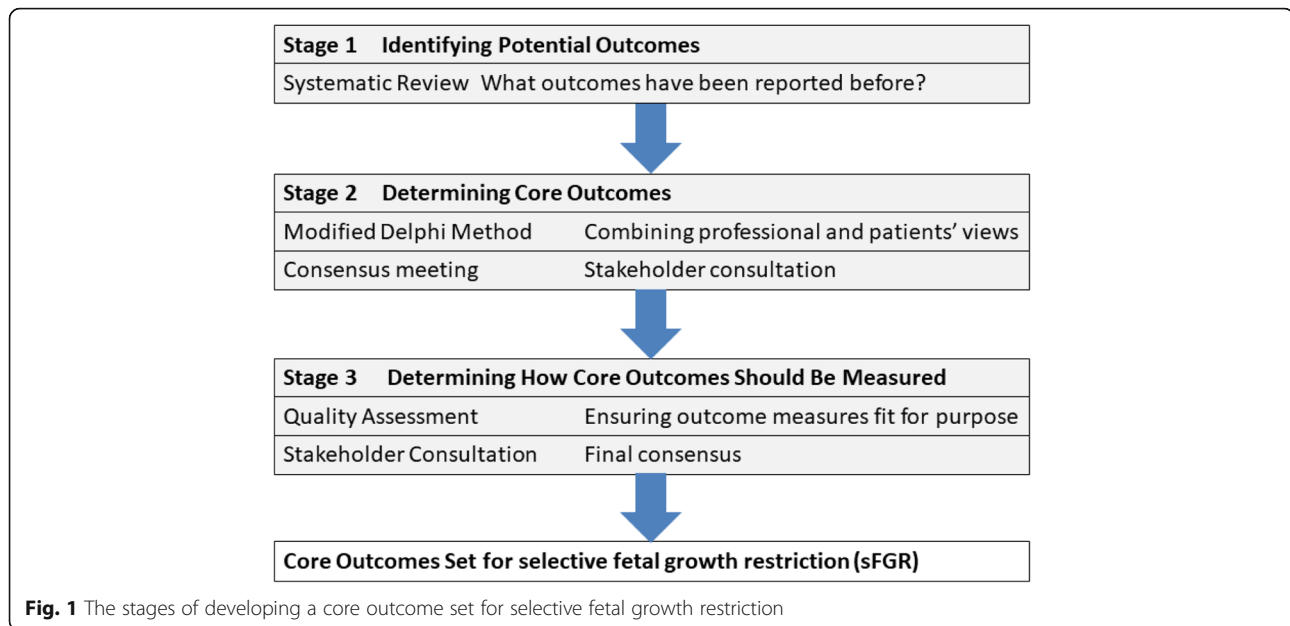 Stage 1 Identifying Potential Outcomes
Systematic Review What outcomes have been reported before?
Stage 2 Determining Core Outcomes
Modified Delphi Method Combining professional and patients' views
Consensus meeting Stakeholder consultation
Stage 3 Determining How Core Outcomes Should Be Measured
Quality Assessment Ensuring outcome measures fit for purpose
Stakeholder Consultation Final consensus
Core Outcomes Set for selective fetal growth restriction (sFGR)
Fig. 1 The stages of developing a core outcome set for selective fetal growth restriction